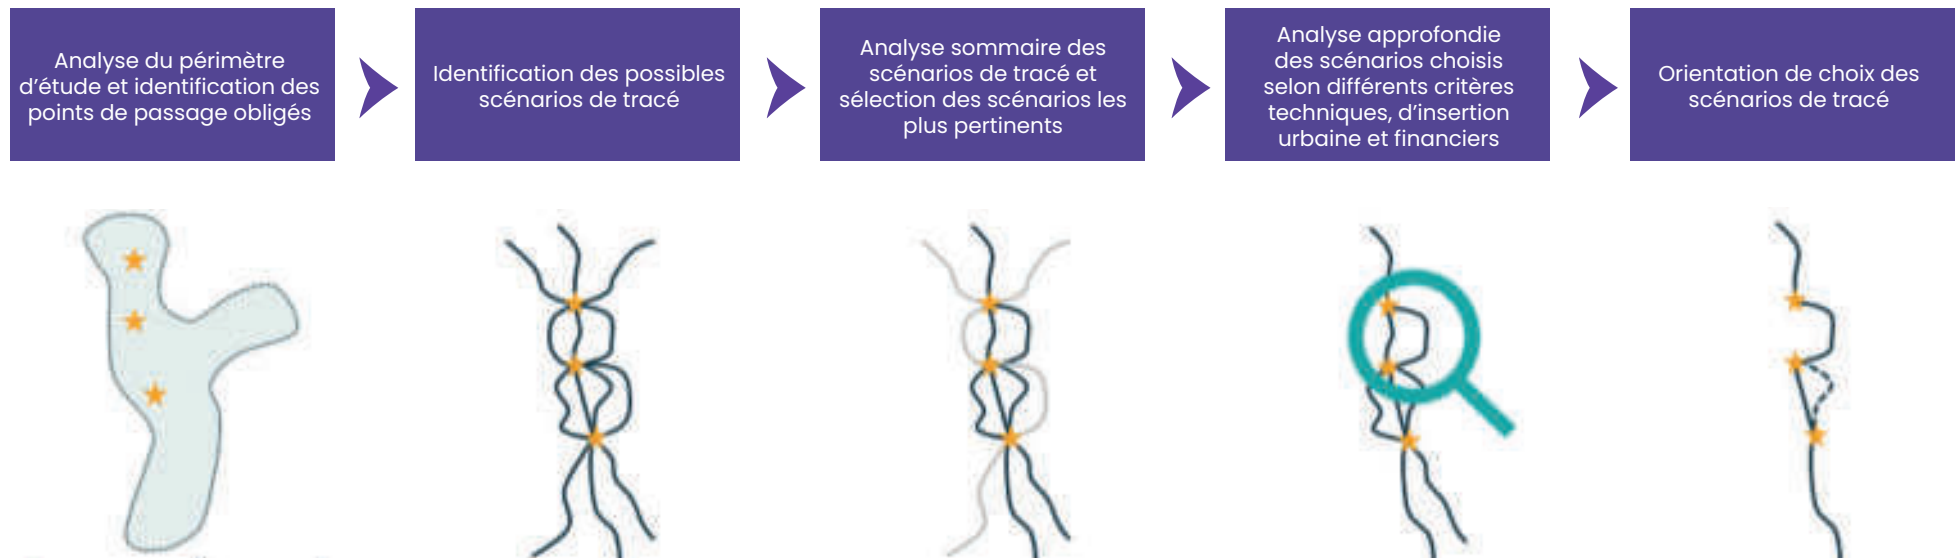 Analyse du périmètre
d’étude et identification des
points de passage obligés
Identification des possibles
scénarios de tracé
Analyse sommaire des
scénarios de tracé et
sélection des scénarios les
plus pertinents
Analyse approfondie
des scénarios choisis
selon différents critères
techniques, d’insertion
urbaine et financiers
Orientation de choix des
scénarios de tracé